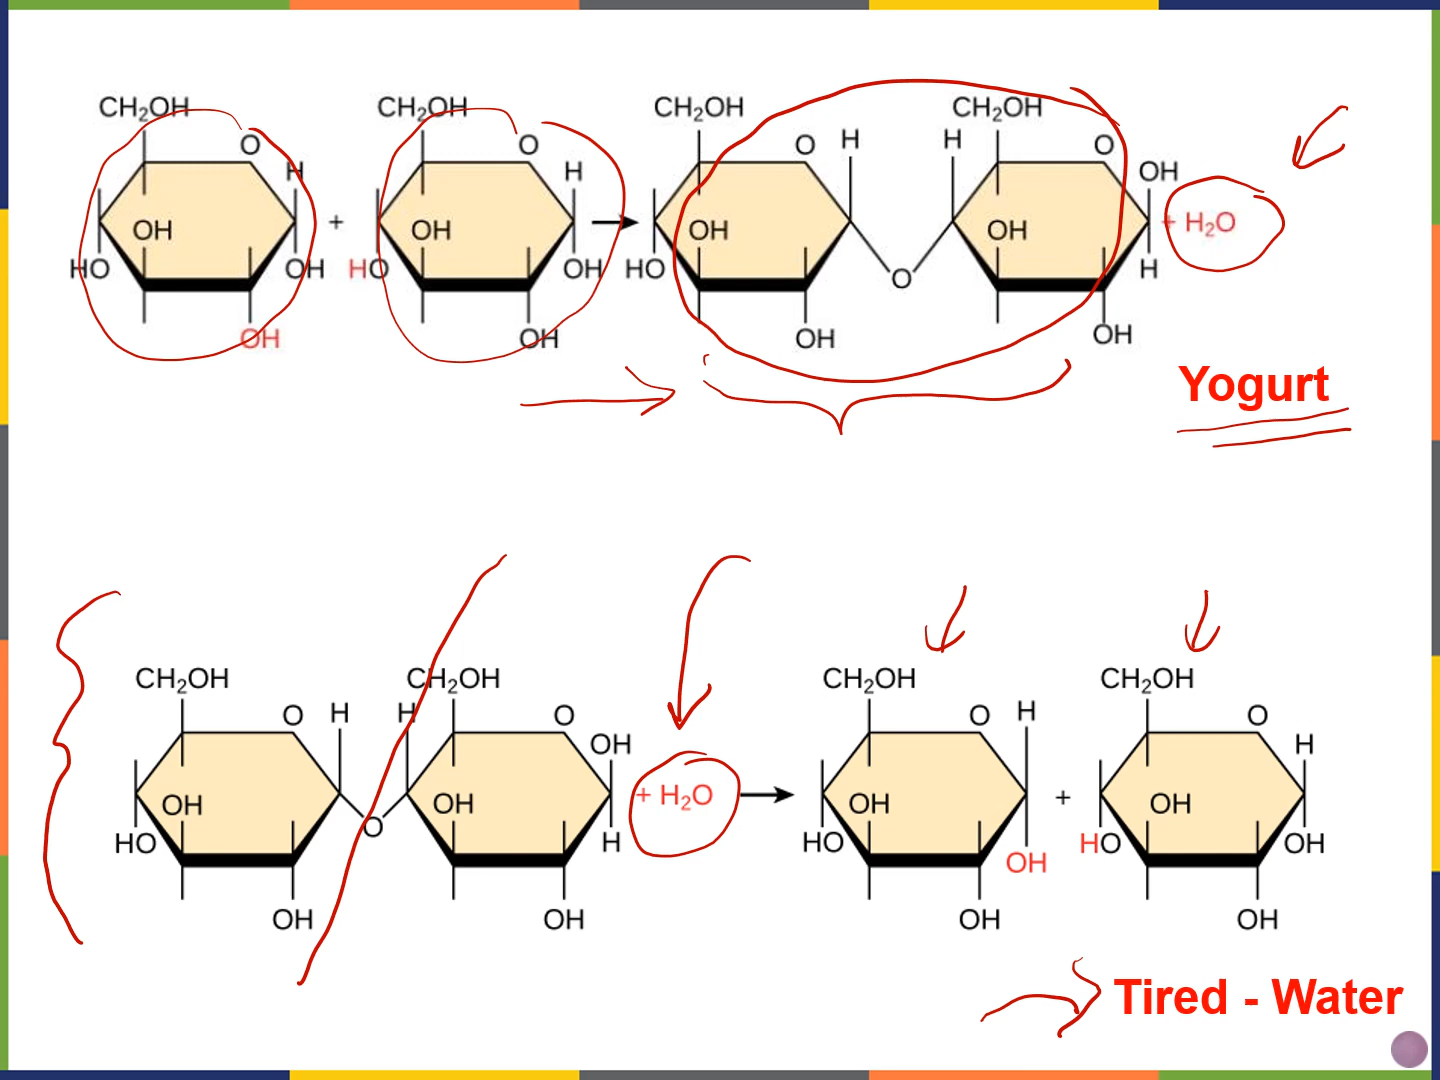 CH₂OH CH₂OH CH₂OH CH₂OH
O O O H H O
H H OH
OH + OH OH OH + H₂O
HO OH HO OH HO O H
OH OH OH OH
Yogurt
CH₂OH CH₂OH CH₂OH CH₂OH
O H H O O H O
OH H
OH OH + H₂O OH + OH
HO O H HO OH HO OH
OH OH OH OH
Tired - Water